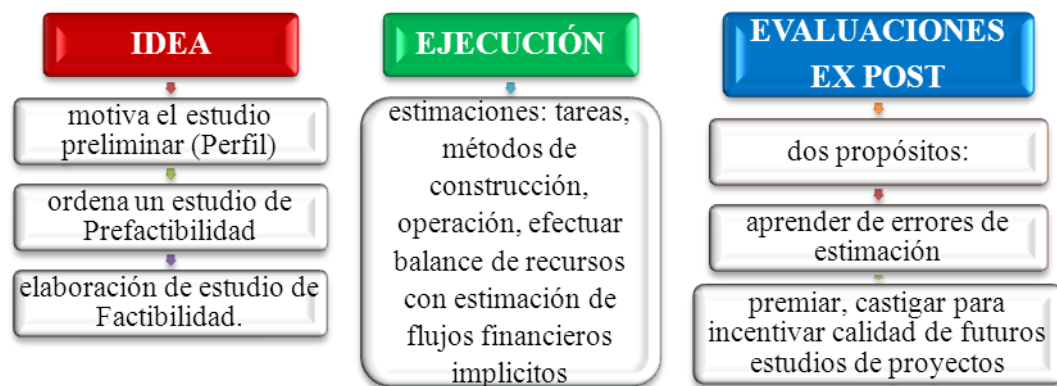 IDEA
motiva el estudio
preliminar (Perfil)
ordena un estudio de
Prefactibilidad
elaboración de estudio de
Factibilidad.
EJECUCIÓN
estimaciones: tareas,
métodos de
construcción,
operación, efectuar
balance de recursos
con estimación de
flujos financieros
implicitos
EVALUACIONES
EX POST
dos propósitos:
aprender de errores de
estimación
premiar, castigar para
incentivar calidad de futuros
estudios de proyectos